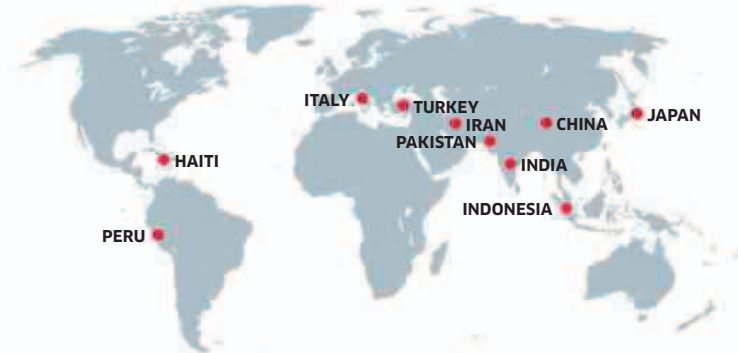 ITALY
TURKEY
IRAN
CHINA
JAPAN
PAKISTAN
HAITI
INDIA
INDONESIA
PERU